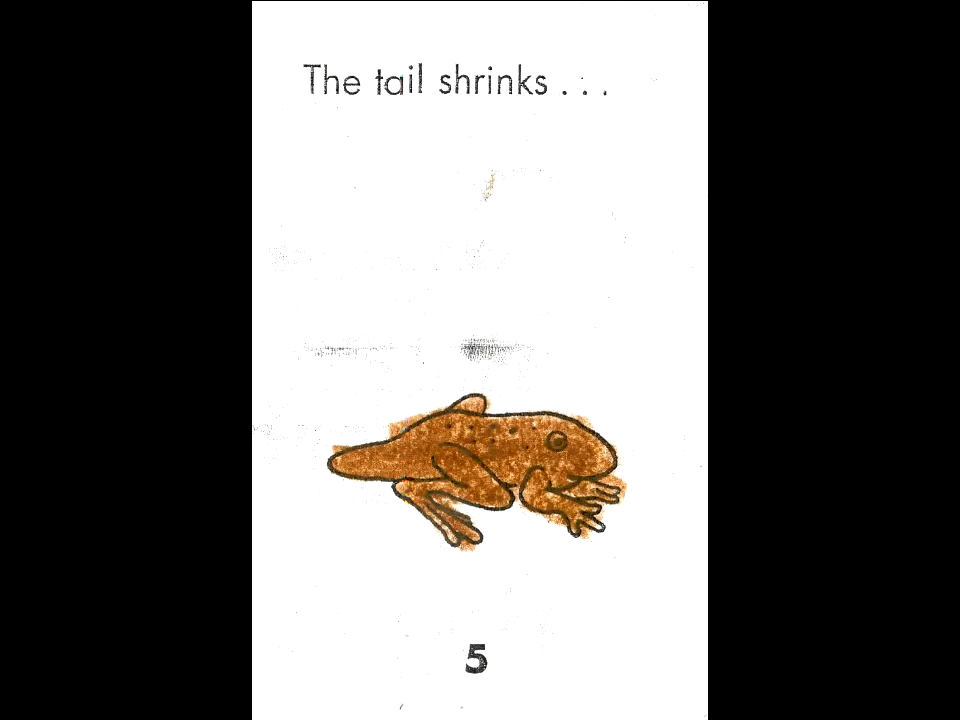 The tail shrinks . . .
5